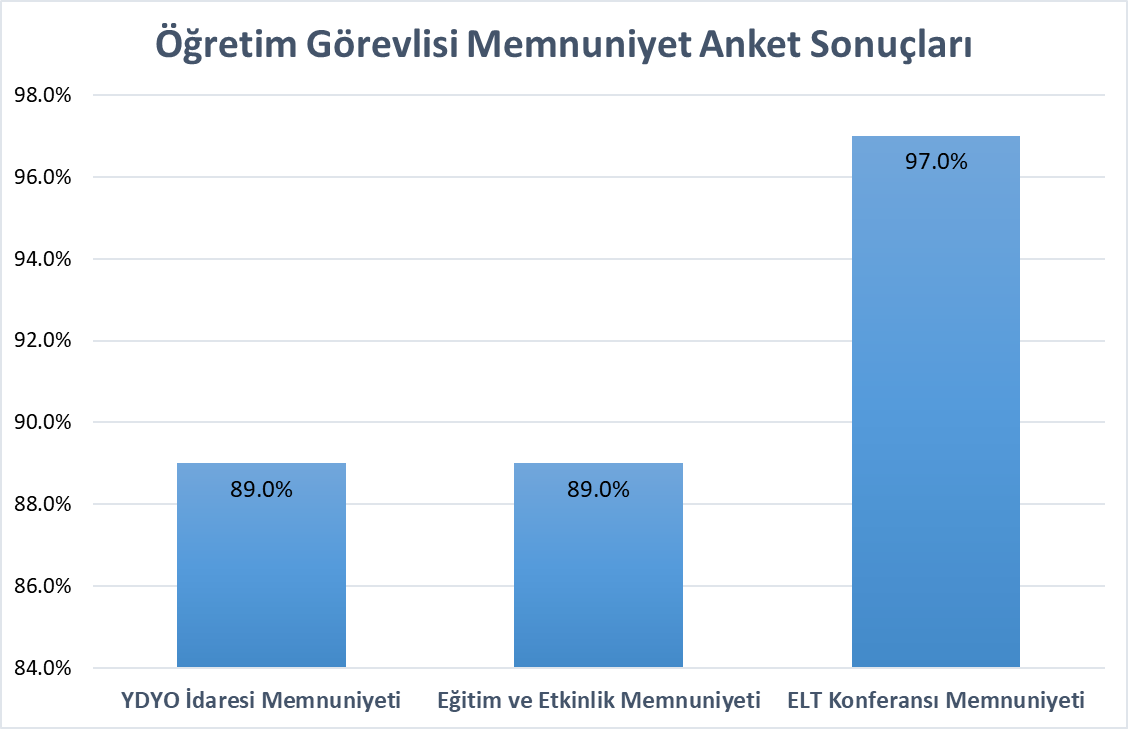 Öğretim Görevlisi Memnuniyet Anket Sonuçları
98.0%
96.0%
94.0%
92.0%
90.0%
88.0%
86.0%
84.0%
89.0%
89.0%
97.0%
YDYO İdaresi Memnuniyeti
Eğitim ve Etkinlik Memnuniyeti
ELT Konferansı Memnuniyeti